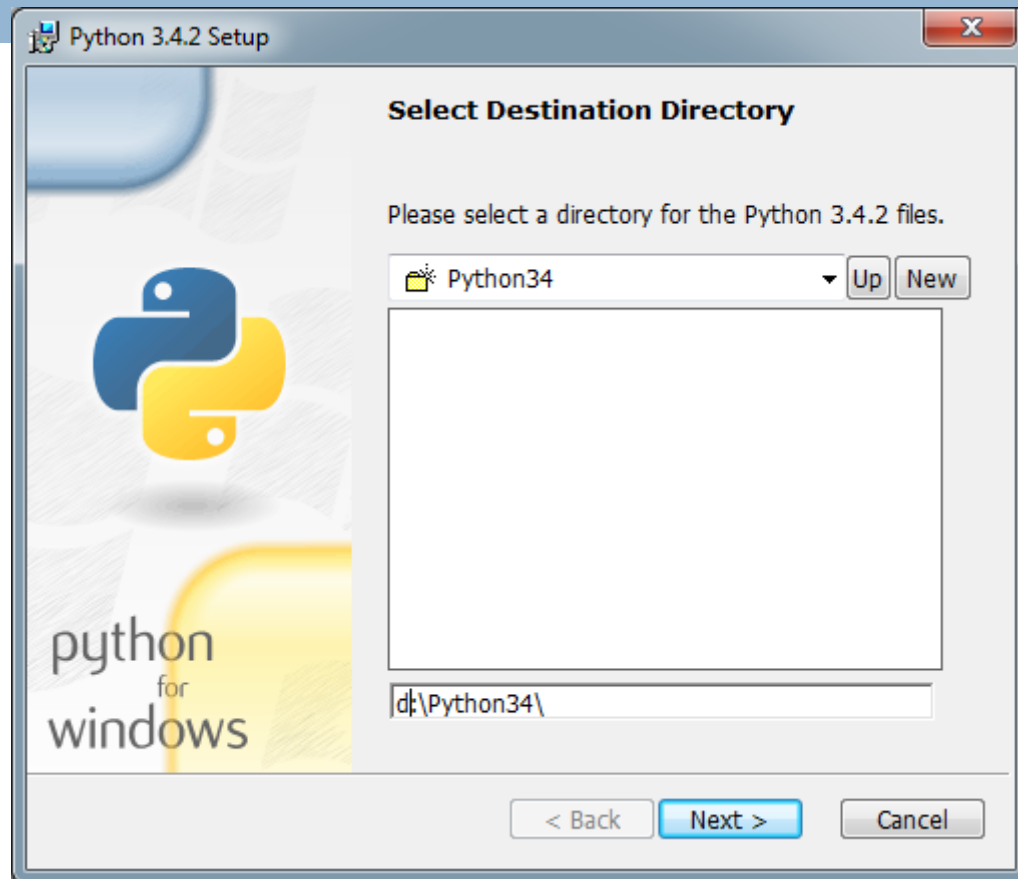 Python 3.4.2 Setup
x
Select Destination Directory
Please select a directory for the Python 3.4.2 files.
Python34
Up
New
d:\Python34\
python
for
windows
< Back
Next >
Cancel